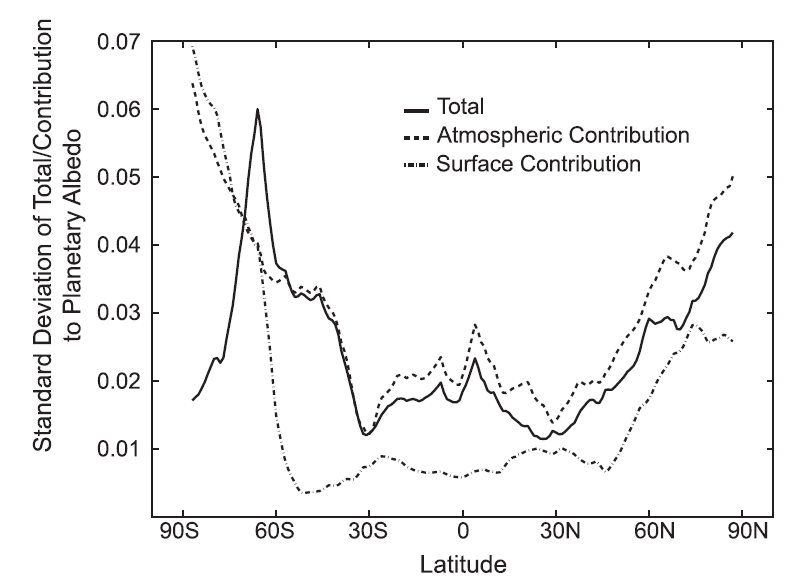 Standard Deviation of Total/Contribution
to Planetary Albedo
0.07
0.06
0.05
0.04
0.03
0.02
0.01
Total
Atmospheric Contribution
Surface Contribution
90S 60S 30S 0 30N 60N 90N
Latitude